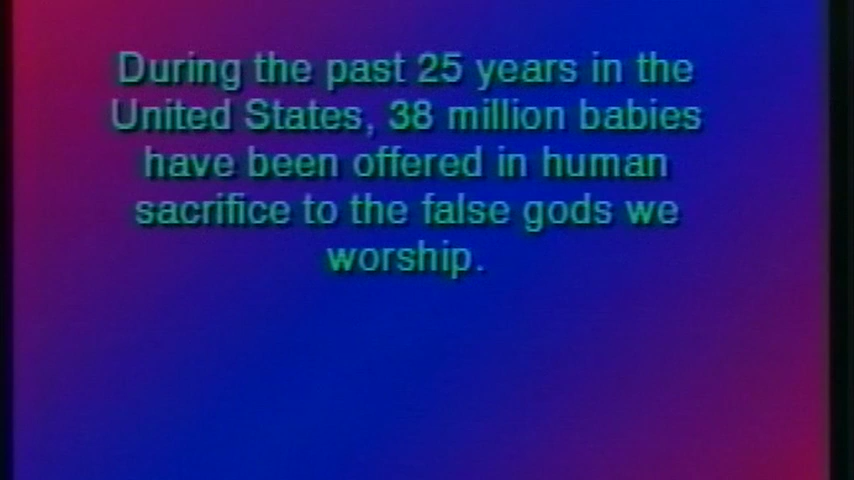 During the past 25 years in the
United States, 38 million babies
have been offered in human
sacrifice to the false gods we
worship.